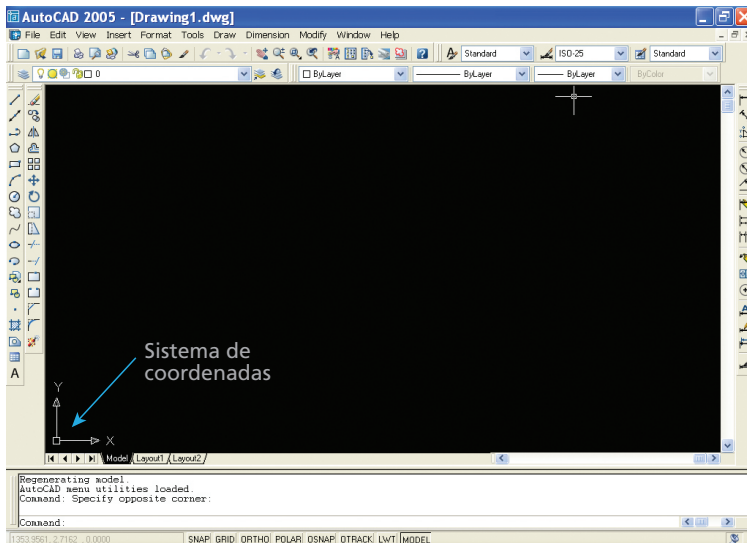 AutoCAD 2005 - [Drawing1.dwg]
File Edit View Insert Format Tools Draw Dimension Modify Window Help
Standard ISO-25 Standard
0 ByLayer ByLayer ByLayer ByColor
A
Sistema de
coordenadas
Y
X
Model Layout1 Layout2
Regenerating model.
AutoCAD menu utilities loaded.
Command: Specify opposite corner:
Command:
1353.9561, 2.7162 , 0.0000 SNAP GRID ORTHO POLAR OSNAP OTRACK LWT MODEL